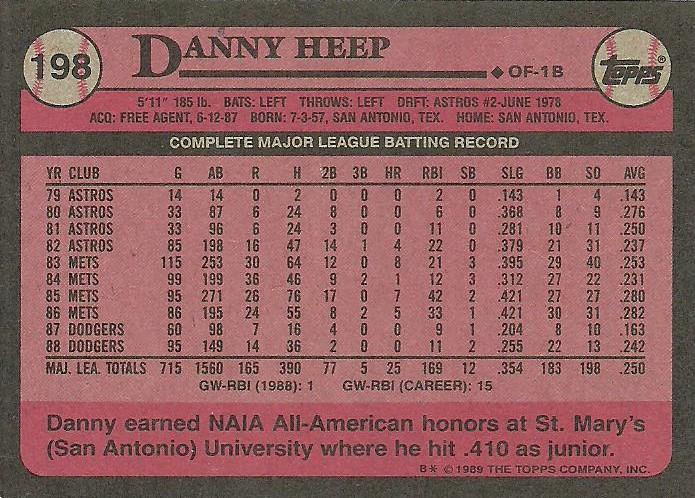 198 DANNY HEEP ◆ OF-1B TOPPS®
5'11" 185 lb. BATS: LEFT THROWS: LEFT DRFT: ASTROS #2-JUNE 1978
ACQ: FREE AGENT, 6-12-87 BORN: 7-3-57, SAN ANTONIO, TEX. HOME: SAN ANTONIO, TEX.
COMPLETE MAJOR LEAGUE BATTING RECORD
YR CLUB G AB R H 2B 3B HR RBI SB SLG BB SO AVG
79 ASTROS 14 14 0 2 0 0 0 2 0 .143 1 4 .143
80 ASTROS 33 87 6 24 8 0 0 6 0 .368 8 9 .276
81 ASTROS 33 96 6 24 3 0 0 11 0 .281 10 11 .250
82 ASTROS 85 198 16 47 14 1 4 22 0 .379 21 31 .237
83 METS 115 253 30 64 12 0 8 21 3 .395 29 40 .253
84 METS 99 199 36 46 9 2 1 12 3 .312 27 22 .231
85 METS 95 271 26 76 17 0 7 42 2 .421 27 27 .280
86 METS 86 195 24 55 8 2 5 33 1 .421 30 31 .282
87 DODGERS 60 98 7 16 4 0 0 9 1 .204 8 10 .163
88 DODGERS 95 149 14 36 2 0 0 11 2 .255 22 13 .242
MAJ. LEA. TOTALS 715 1560 165 390 77 5 25 169 12 .354 183 198 .250
GW-RBI (1988): 1 GW-RBI (CAREER): 15
Danny earned NAIA All-American honors at St. Mary's
(San Antonio) University where he hit .410 as junior.
B* © 1989 THE TOPPS COMPANY, INC.